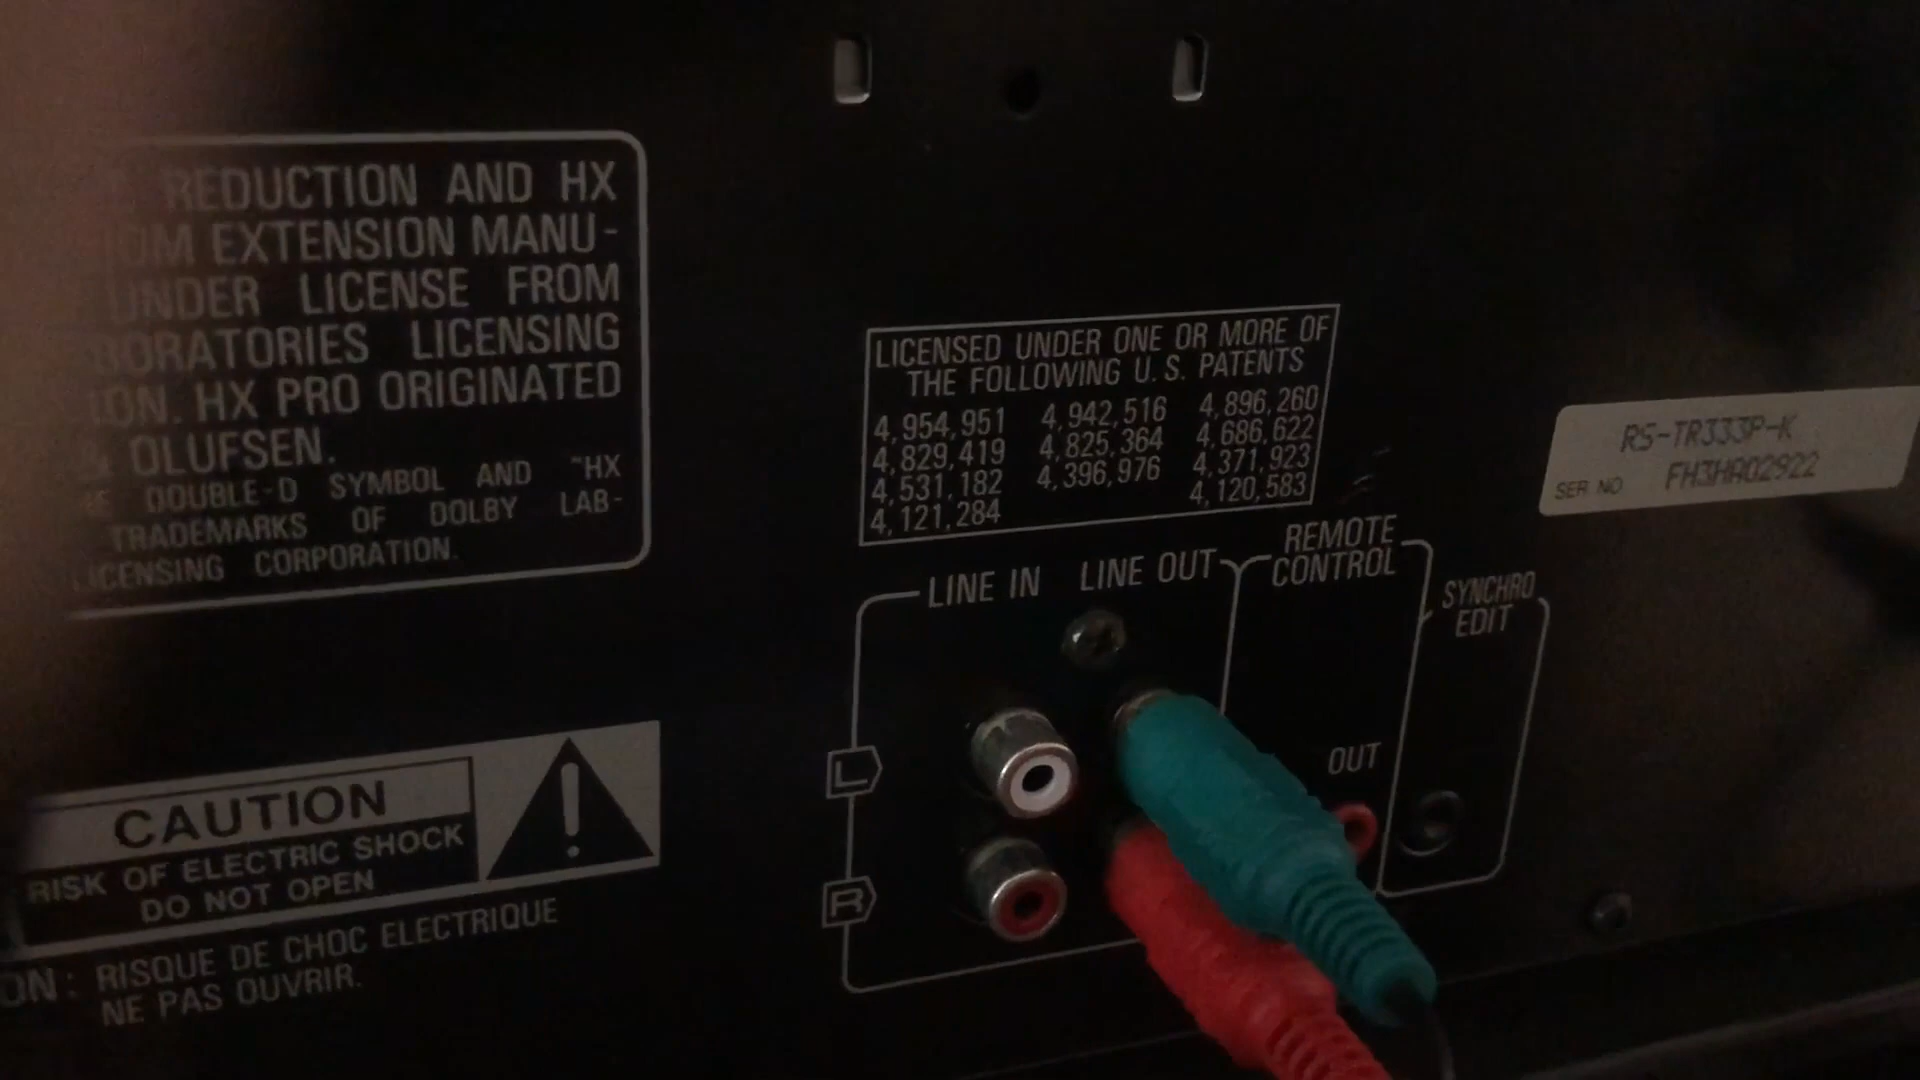 REDUCTION AND HX
EXTENSION MANU-
UNDER LICENSE FROM
LICENSING
HX PRO ORIGINATED
& OLUFSEN.
DOUBLE-D SYMBOL AND "HX
TRADEMARKS OF DOLBY LAB-
LICENSING CORPORATION.
LICENSED UNDER ONE OR MORE OF
THE FOLLOWING U.S. PATENTS
4,954,951 4,942,516 4,896,260
4,829,419 4,825,364 4,686,622
4,531,182 4,396,976 4,371,923
4,121,284 4,120,583
RS-TR333P-K
SER NO FH3HA02922
LINE IN LINE OUT
REMOTE
CONTROL
SYNCHRO
EDIT
L
R
OUT
CAUTION
RISK OF ELECTRIC SHOCK
DO NOT OPEN
RISQUE DE CHOC ELECTRIQUE
NE PAS OUVRIR.